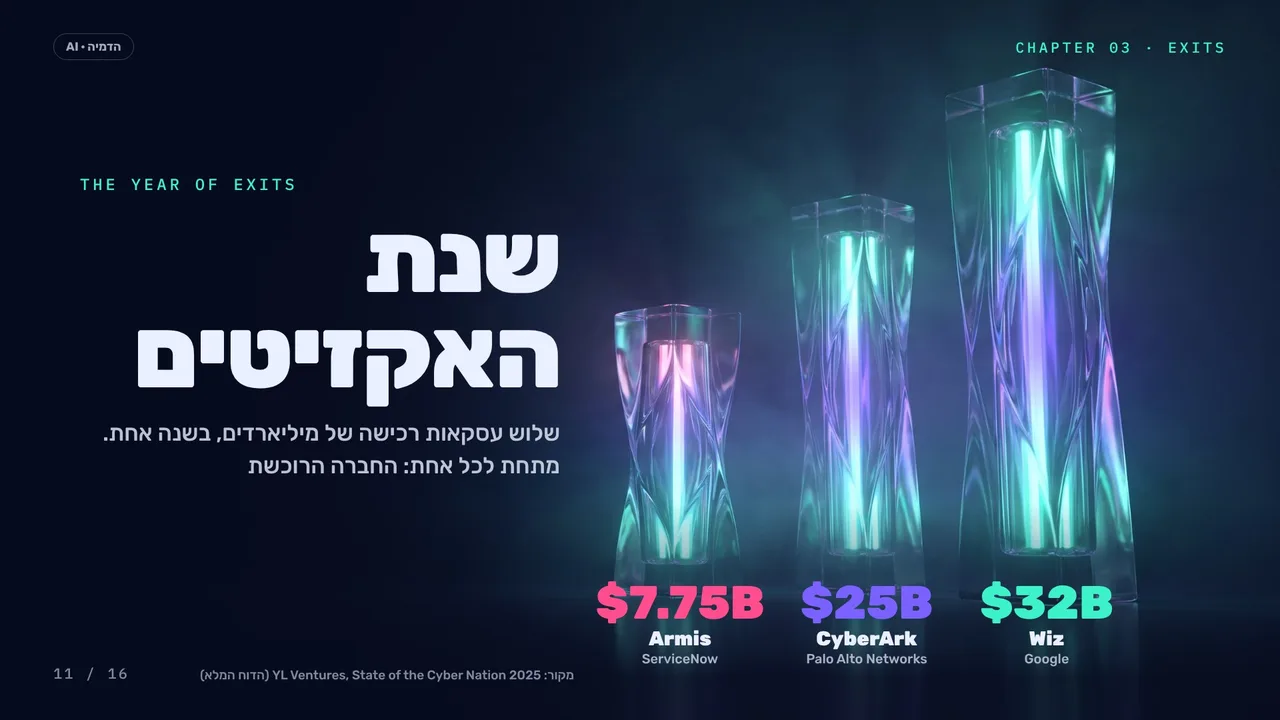 הדמיה · AI
CHAPTER 03 · EXITS
THE YEAR OF EXITS
שנת
האקזיטים
שלוש עסקאות רכישה של מיליארדים, בשנה אחת.
מתחת לכל אחת: החברה הרוכשת
$7.75B
Armis
ServiceNow
$25B
CyberArk
Palo Alto Networks
$32B
Wiz
Google
11 / 16
מקור: YL Ventures, State of the Cyber Nation 2025 (הדוח המלא)